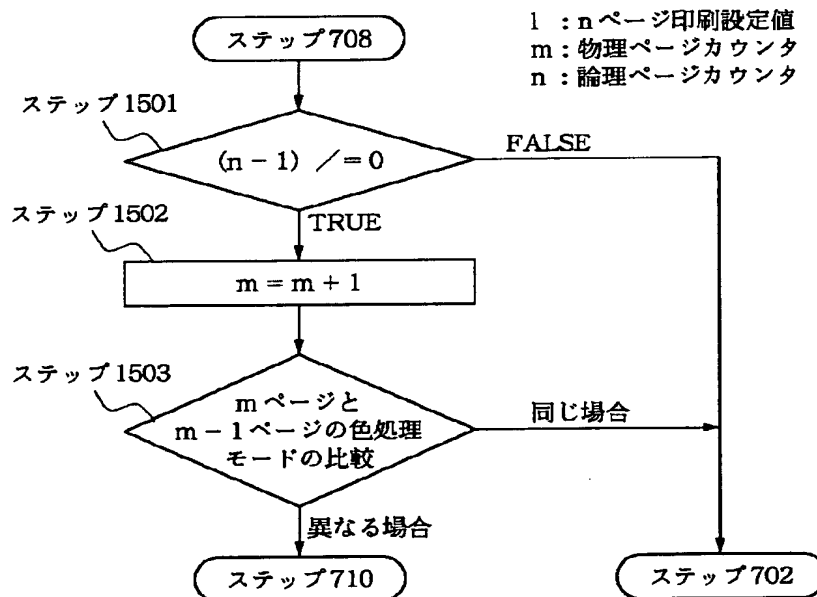 l : nページ印刷設定値
m : 物理ページカウンタ
n : 論理ページカウンタ
ステップ708
ステップ1501
(n - 1) ／= 0
FALSE
TRUE
ステップ1502
m = m + 1
ステップ1503
mページと
m - 1ページの色処理
モードの比較
同じ場合
異なる場合
ステップ710
ステップ702